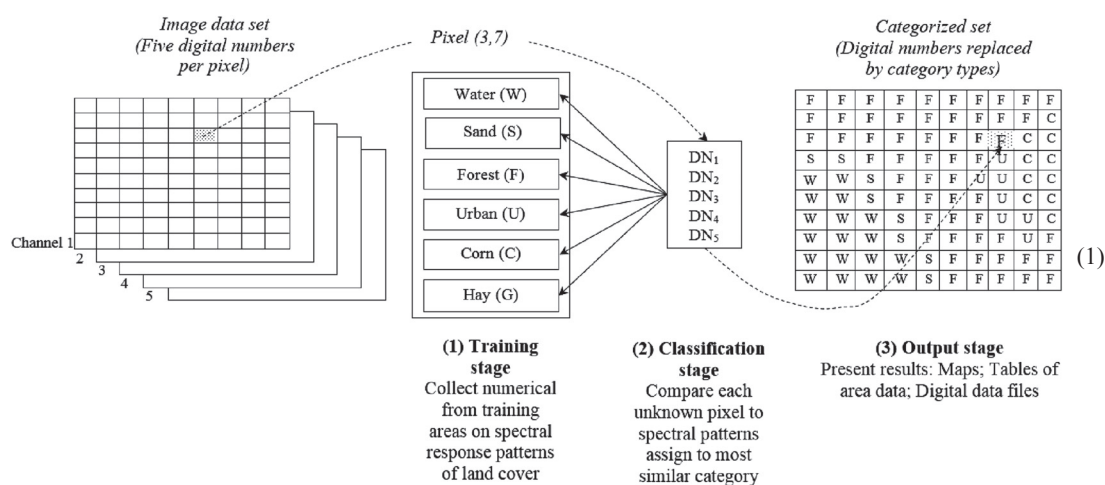 Image data set
(Five digital numbers
per pixel)
Pixel (3,7)
Categorized set
(Digital numbers replaced
by category types)
Channel 1
2
3
4
5
Water (W)
Sand (S)
Forest (F)
Urban (U)
Corn (C)
Hay (G)
DN1
DN2
DN3
DN4
DN5
F F F F F F F F F F
F F F F F F F F F C
F F F F F F F F C C
S S F F F F F U C C
W W S F F F U U C C
W W S F F F F U C C
W W W S F F F U U C
W W W S F F F F U F
W W W W S F F F F F
W W W W S F F F F F
(1)
(1) Training
stage
Collect numerical
from training
areas on spectral
response patterns
of land cover
(2) Classification
stage
Compare each
unknown pixel to
spectral patterns
assign to most
similar category
(3) Output stage
Present results: Maps; Tables of
area data; Digital data files